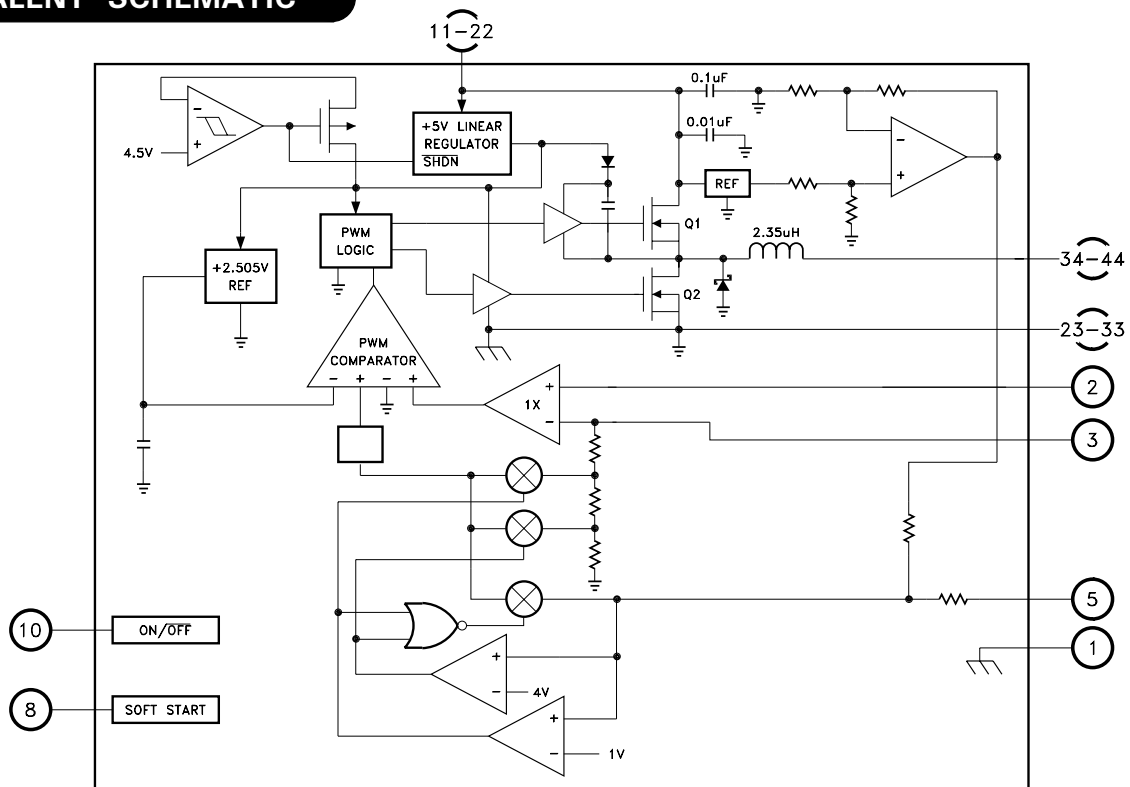 ALENT SCHEMATIC
11-22
0.1uF
+5V LINEAR
REGULATOR
SHDN
0.01uF
4.5V
-
+
-
+
REF
Q1
PWM
LOGIC
2.35uH
34-44
+2.505V
REF
Q2
23-33
PWM
COMPARATOR
- + - +
+
1X
-
2
3
5
10
ON/OFF
1
+
-
4V
8
SOFT START
+
-
1V